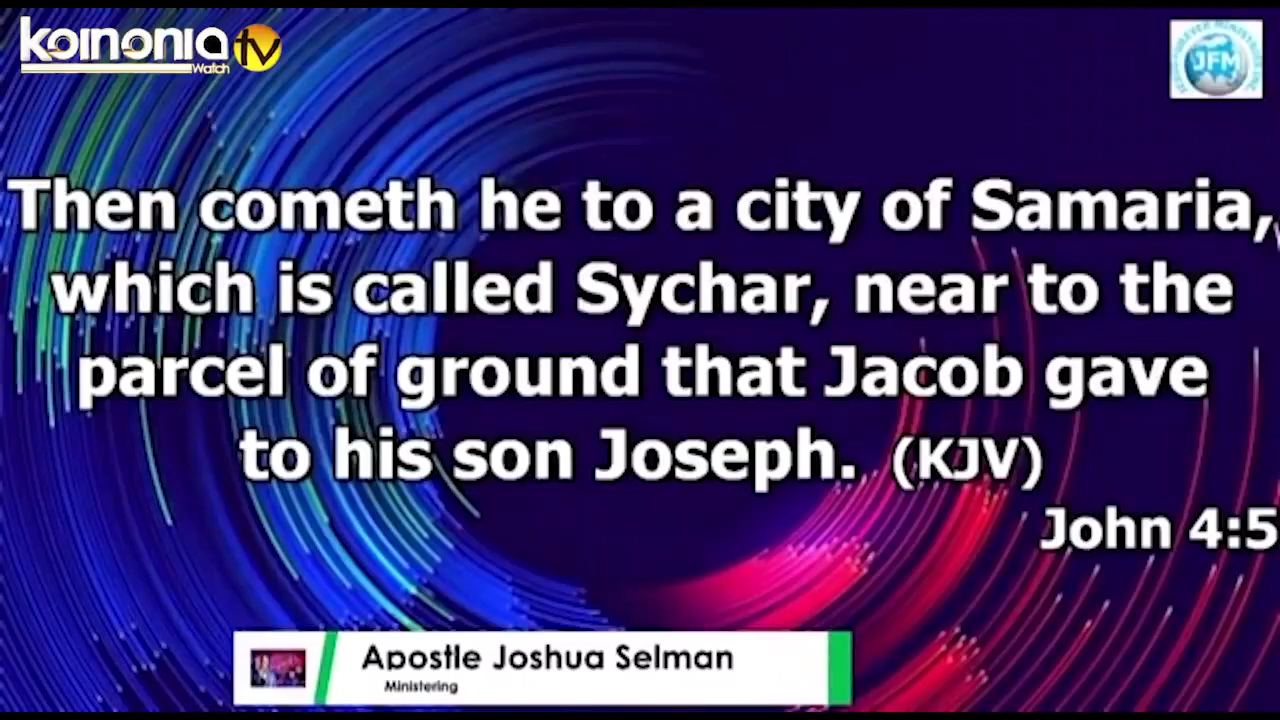 koinonia tv
Watch
JFM
Then cometh he to a city of Samaria,
which is called Sychar, near to the
parcel of ground that Jacob gave
to his son Joseph. (KJV)
John 4:5
Apostle Joshua Selman
Ministering